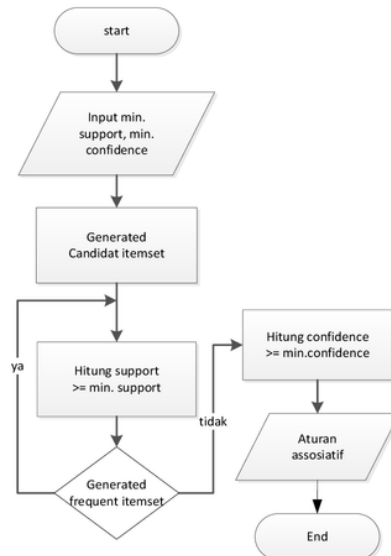 start
Input min.
support, min.
confidence
Generated
Candidat itemset
ya
Hitung support
>= min. support
Generated
frequent itemset
tidak
Hitung confidence
>= min.confidence
Aturan
assosiatif
End